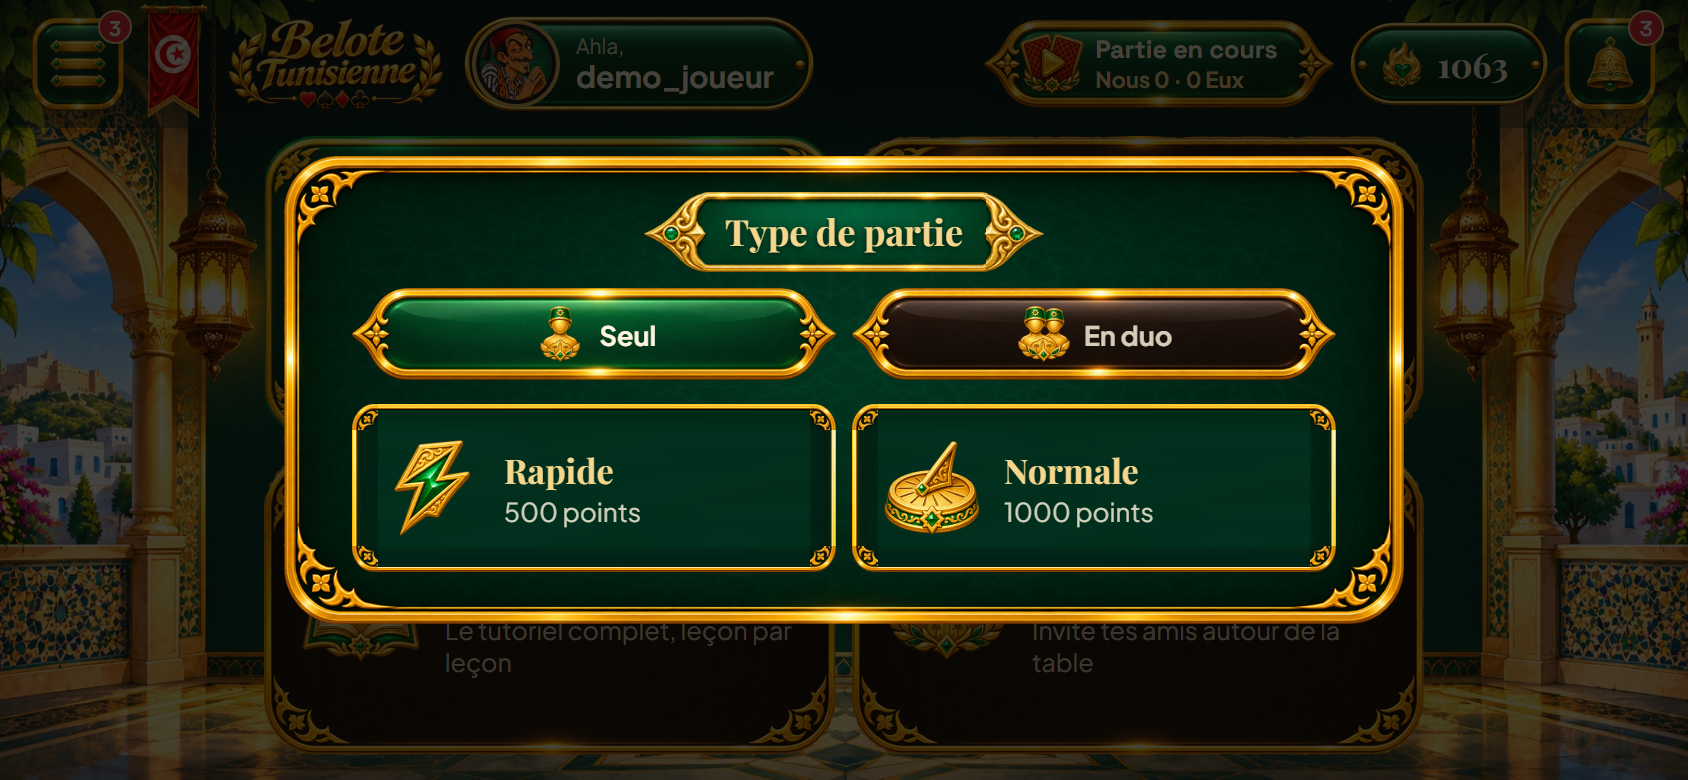 3
Belote
Tunisienne
Ahla,
demo_joueur
Partie en cours
Nous 0 · 0 Eux
1063
3
Type de partie
Seul
En duo
Rapide
500 points
Normale
1000 points
Le tutoriel complet, leçon par
leçon
Invite tes amis autour de la
table